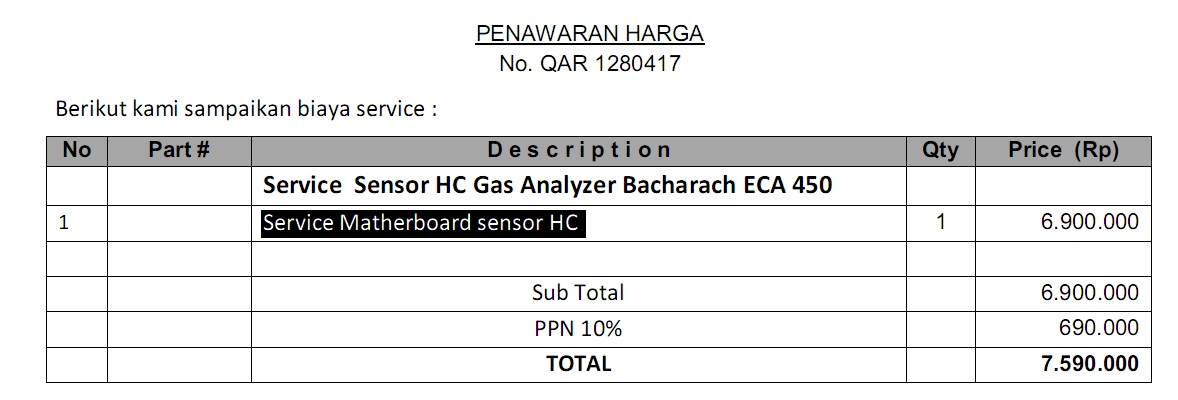 PENAWARAN HARGA
No. QAR 1280417
Berikut kami sampaikan biaya service :
No Part # Description Qty Price (Rp)
Service Sensor HC Gas Analyzer Bacharach ECA 450
1 Service Matherboard sensor HC 1 6.900.000
Sub Total 6.900.000
PPN 10% 690.000
TOTAL 7.590.000